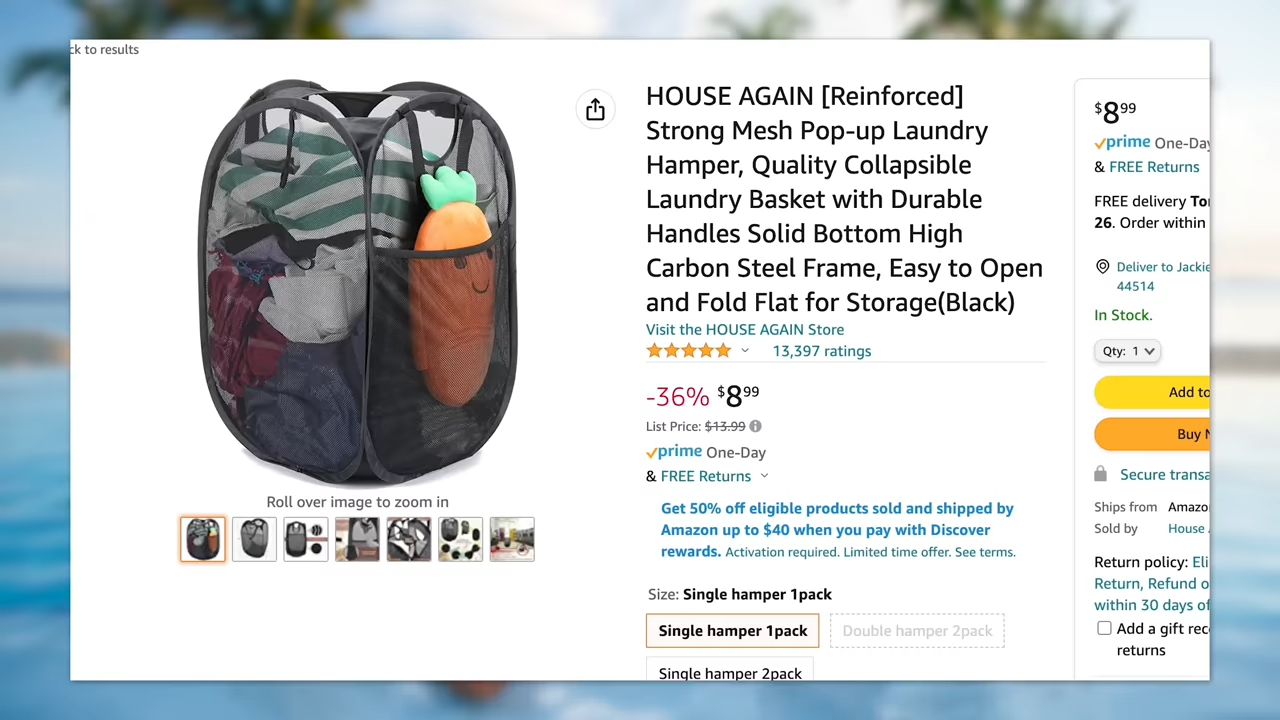 ck to results
HOUSE AGAIN [Reinforced]
Strong Mesh Pop-up Laundry
Hamper, Quality Collapsible
Laundry Basket with Durable
Handles Solid Bottom High
Carbon Steel Frame, Easy to Open
and Fold Flat for Storage(Black)
Visit the HOUSE AGAIN Store
13,397 ratings
-36% $8 99
List Price: $13.99
prime One-Day
& FREE Returns
Get 50% off eligible products sold and shipped by
Amazon up to $40 when you pay with Discover
rewards. Activation required. Limited time offer. See terms.
Size: Single hamper 1pack
Single hamper 1pack
Double hamper 2pack
Single hamper 2pack
Roll over image to zoom in
$8 99
prime One-Day
& FREE Returns
FREE delivery To
26. Order within
Deliver to Jackie
44514
In Stock.
Qty: 1
Add to
Buy N
Secure transa
Ships from Amazo
Sold by House
Return policy: Eli
Return, Refund o
within 30 days of
Add a gift rec
returns